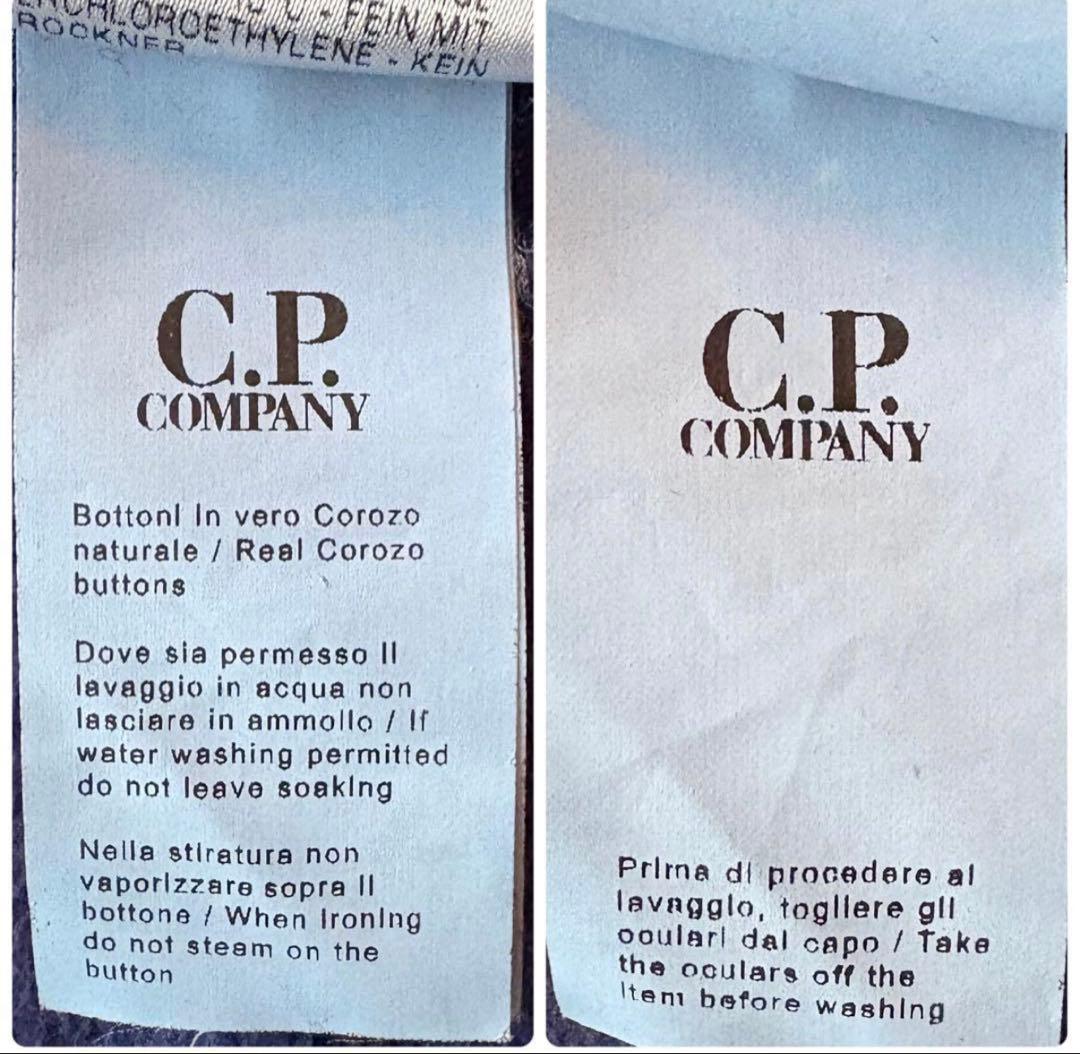 FEIN MIT
CHLOROETHYLENE - KEIN
ROCKNER
C.P.
COMPANY
Bottoni in vero Corozo
naturale / Real Corozo
buttons
Dove sia permesso il
lavaggio in acqua non
lasciare in ammollo / If
water washing permitted
do not leave soaking
Nella stiratura non
vaporizzare sopra il
bottone / When ironing
do not steam on the
button
C.P.
COMPANY
Prima di procedere al
lavaggio, togliere gli
oculari dal capo / Take
the oculars off the
item before washing